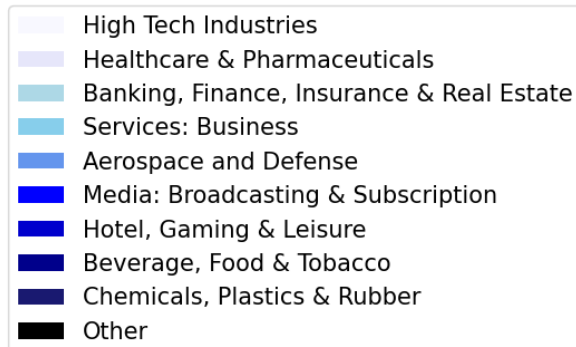 High Tech Industries
Healthcare & Pharmaceuticals
Banking, Finance, Insurance & Real Estate
Services: Business
Aerospace and Defense
Media: Broadcasting & Subscription
Hotel, Gaming & Leisure
Beverage, Food & Tobacco
Chemicals, Plastics & Rubber
Other